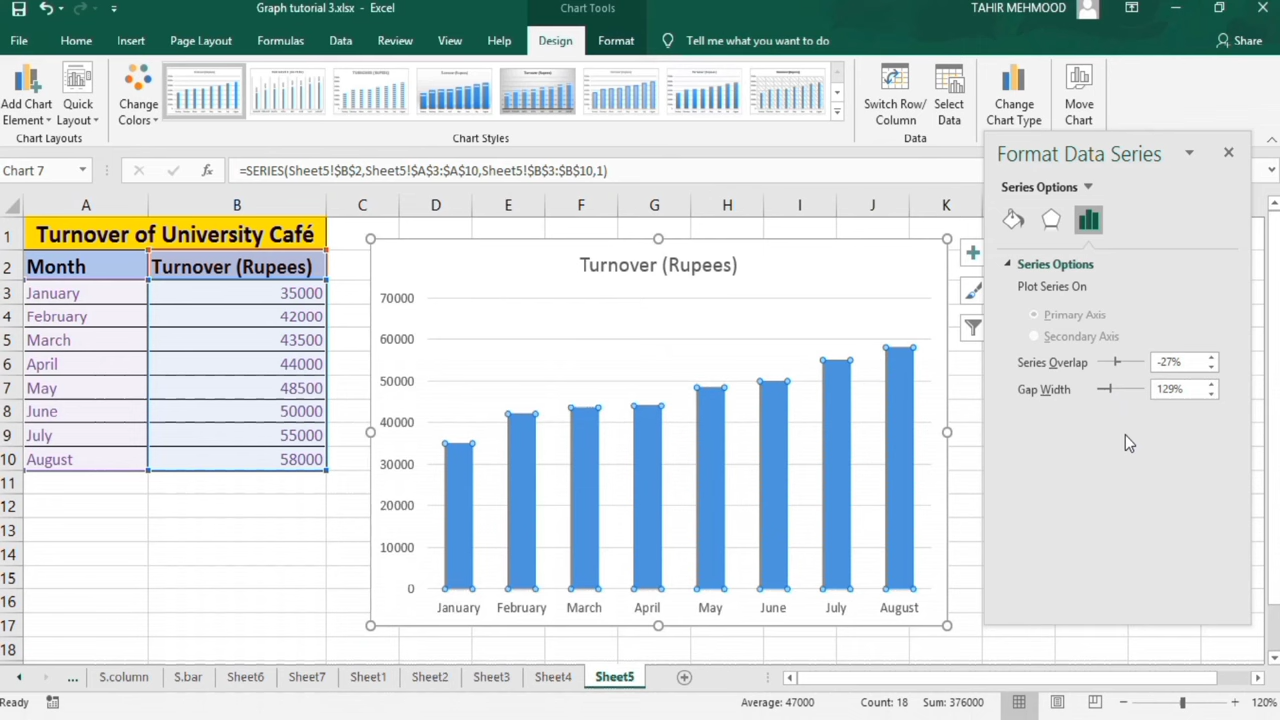 Graph tutorial 3.xlsx - Excel
Chart Tools
TAHIR MEHMOOD
File Home Insert Page Layout Formulas Data Review View Help Design Format Tell me what you want to do Share
Add Chart Element
Quick Layout
Change Colors
Switch Row/ Column
Select Data
Change Chart Type
Move Chart
Chart Layouts
Chart Styles
Data
Chart 7
fx
=SERIES(Sheet5!$B$2,Sheet5!$A$3:$A$10,Sheet5!$B$3:$B$10,1)
A B C D E F G H I J K
1 Turnover of University Café
2 Month Turnover (Rupees)
3 January 35000
4 February 42000
5 March 43500
6 April 44000
7 May 48500
8 June 50000
9 July 55000
10 August 58000
11
12
13
14
15
16
17
18
Turnover (Rupees)
70000
60000
50000
40000
30000
20000
10000
0
January February March April May June July August
Format Data Series
Series Options
Series Options
Plot Series On
Primary Axis
Secondary Axis
Series Overlap -27%
Gap Width 129%
... S.column S.bar Sheet6 Sheet7 Sheet1 Sheet2 Sheet3 Sheet4 Sheet5
Ready Average: 47000 Count: 18 Sum: 376000 120%